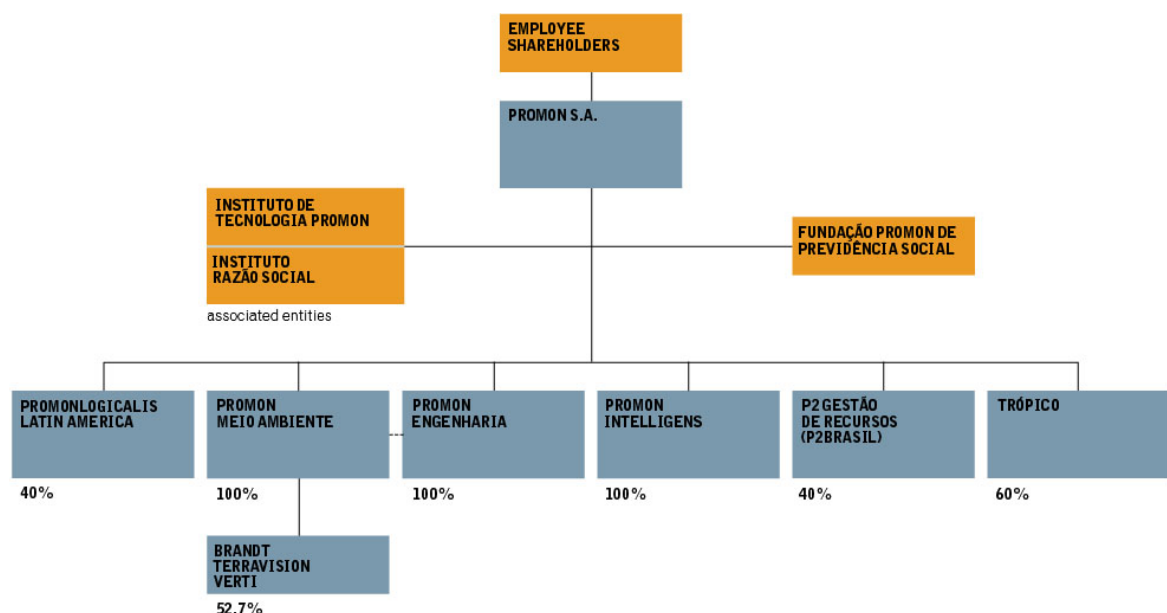 EMPLOYEE
SHAREHOLDERS
PROMON S.A.
INSTITUTO DE
TECNOLOGIA PROMON
INSTITUTO
RAZÃO SOCIAL
associated entities
FUNDAÇÃO PROMON DE
PREVIDÊNCIA SOCIAL
PROMONLOGICALIS
LATIN AMERICA
40%
PROMON
MEIO AMBIENTE
100%
PROMON
ENGENHARIA
100%
PROMON
INTELLIGENS
100%
P2 GESTÃO
DE RECURSOS
(P2BRASIL)
40%
TRÓPICO
60%
BRANDT
TERRAVISION
VERTI
52,7%